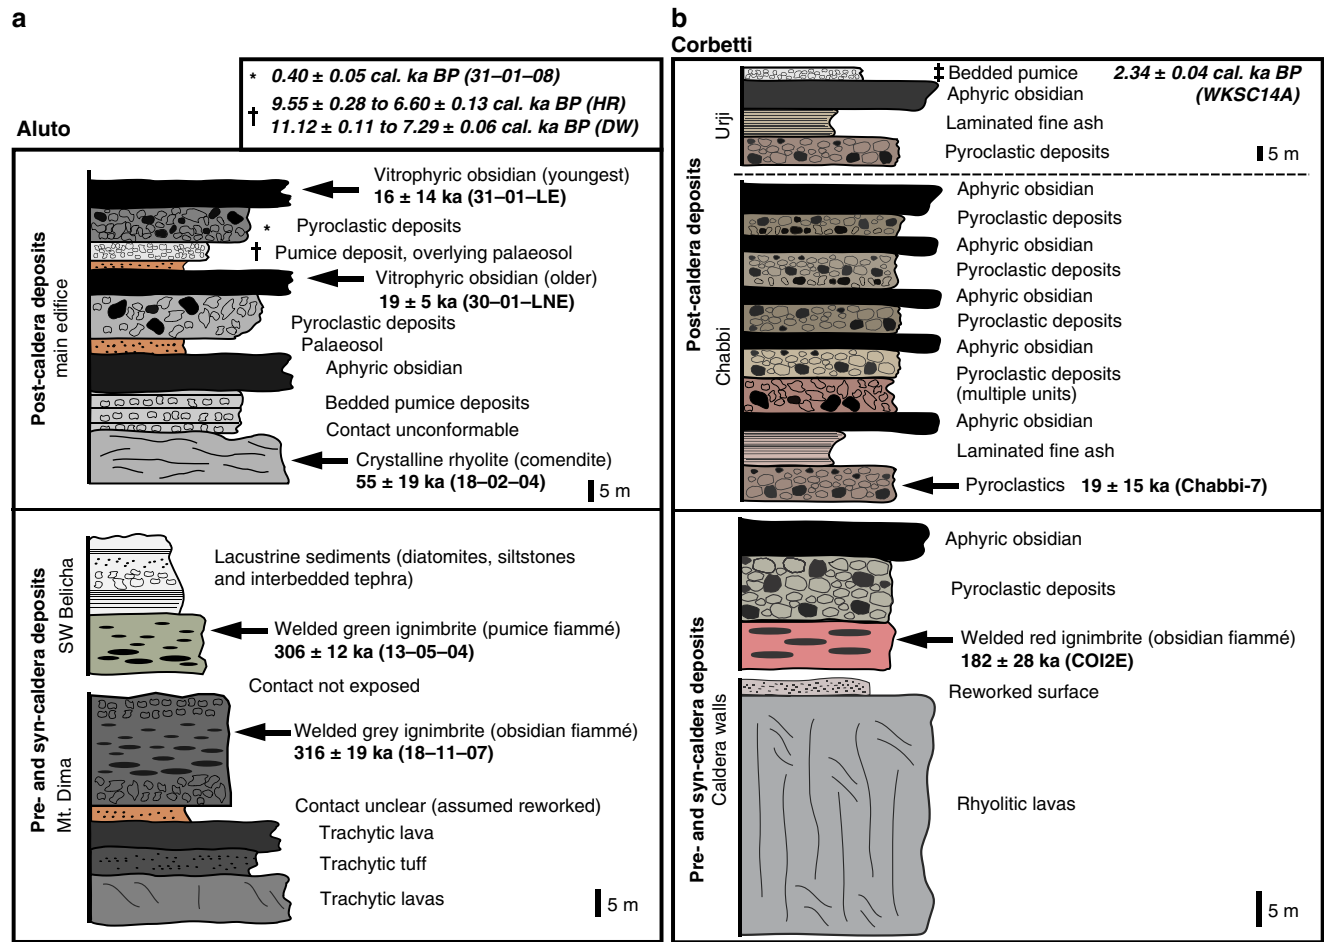 a
* 0.40 ± 0.05 cal. ka BP (31–01–08)
† 9.55 ± 0.28 to 6.60 ± 0.13 cal. ka BP (HR)
11.12 ± 0.11 to 7.29 ± 0.06 cal. ka BP (DW)
Aluto
Post-caldera deposits
main edifice
Vitrophyric obsidian (youngest)
16 ± 14 ka (31–01–LE)
* Pyroclastic deposits
† Pumice deposit, overlying palaeosol
Vitrophyric obsidian (older)
19 ± 5 ka (30–01–LNE)
Pyroclastic deposits
Palaeosol
Aphyric obsidian
Bedded pumice deposits
Contact unconformable
Crystalline rhyolite (comendite)
55 ± 19 ka (18–02–04)
5 m
Pre- and syn-caldera deposits
SW Belicha
Lacustrine sediments (diatomites, siltstones
and interbedded tephra)
Welded green ignimbrite (pumice fiammé)
306 ± 12 ka (13–05–04)
Contact not exposed
Mt. Dima
Welded grey ignimbrite (obsidian fiammé)
316 ± 19 ka (18–11–07)
Contact unclear (assumed reworked)
Trachytic lava
Trachytic tuff
Trachytic lavas
5 m
b
Corbetti
Post-caldera deposits
Urji
‡ Bedded pumice
2.34 ± 0.04 cal. ka BP
(WKSC14A)
Aphyric obsidian
Laminated fine ash
Pyroclastic deposits
5 m
Chabbi
Aphyric obsidian
Pyroclastic deposits
Aphyric obsidian
Pyroclastic deposits
Aphyric obsidian
Pyroclastic deposits
Aphyric obsidian
Pyroclastic deposits
(multiple units)
Aphyric obsidian
Laminated fine ash
Pyroclastics 19 ± 15 ka (Chabbi-7)
Pre- and syn-caldera deposits
Caldera walls
Aphyric obsidian
Pyroclastic deposits
Welded red ignimbrite (obsidian fiammé)
182 ± 28 ka (COI2E)
Reworked surface
Rhyolitic lavas
5 m